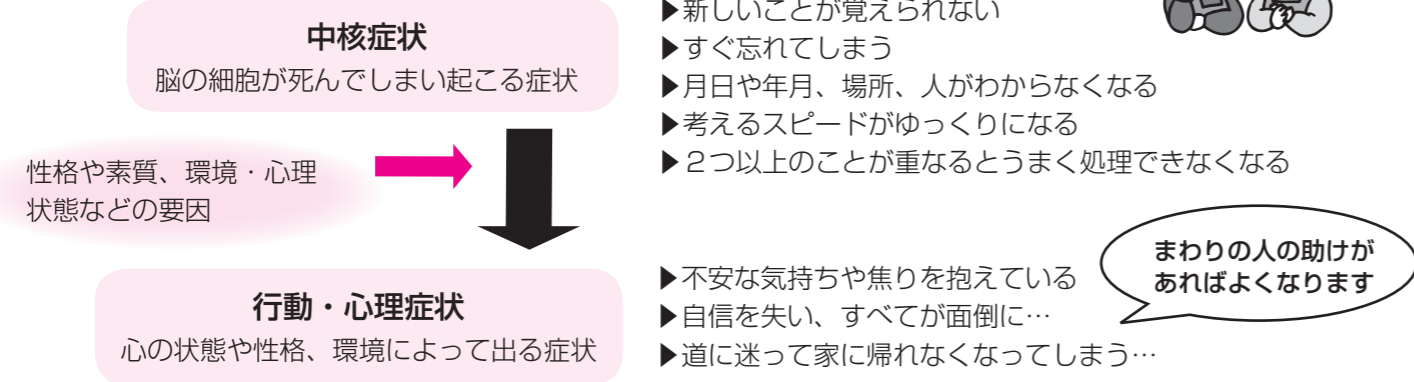 ▶新しいことが覚えられない
中核症状
脳の細胞が死んでしまい起こる症状
▶すぐ忘れてしまう
▶月日や年月、場所、人がわからなくなる
▶考えるスピードがゆっくりになる
▶２つ以上のことが重なるとうまく処理できなくなる
性格や素質、環境・心理
状態などの要因
行動・心理症状
心の状態や性格、環境によって出る症状
▶不安な気持ちや焦りを抱えている
▶自信を失い、すべてが面倒に…
▶道に迷って家に帰れなくなってしまう…
まわりの人の助けが
あればよくなります